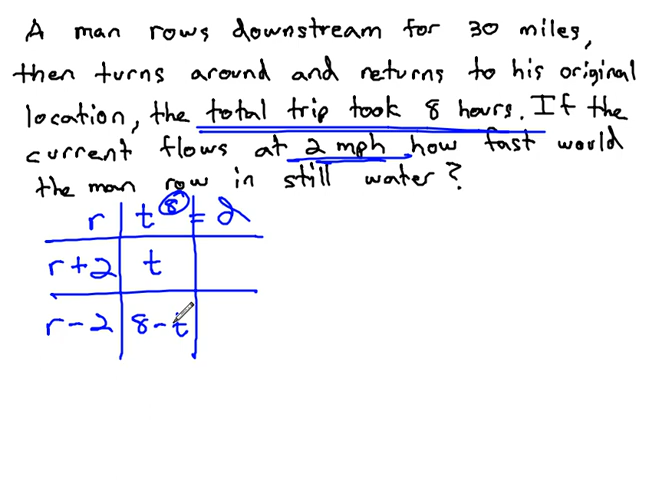 A man rows downstream for 30 miles,
then turns around and returns to his original
location, the total trip took 8 hours. If the
current flows at 2 mph how fast would
the man row in still water?
r t 8 = d
r+2 t
r-2 8-t